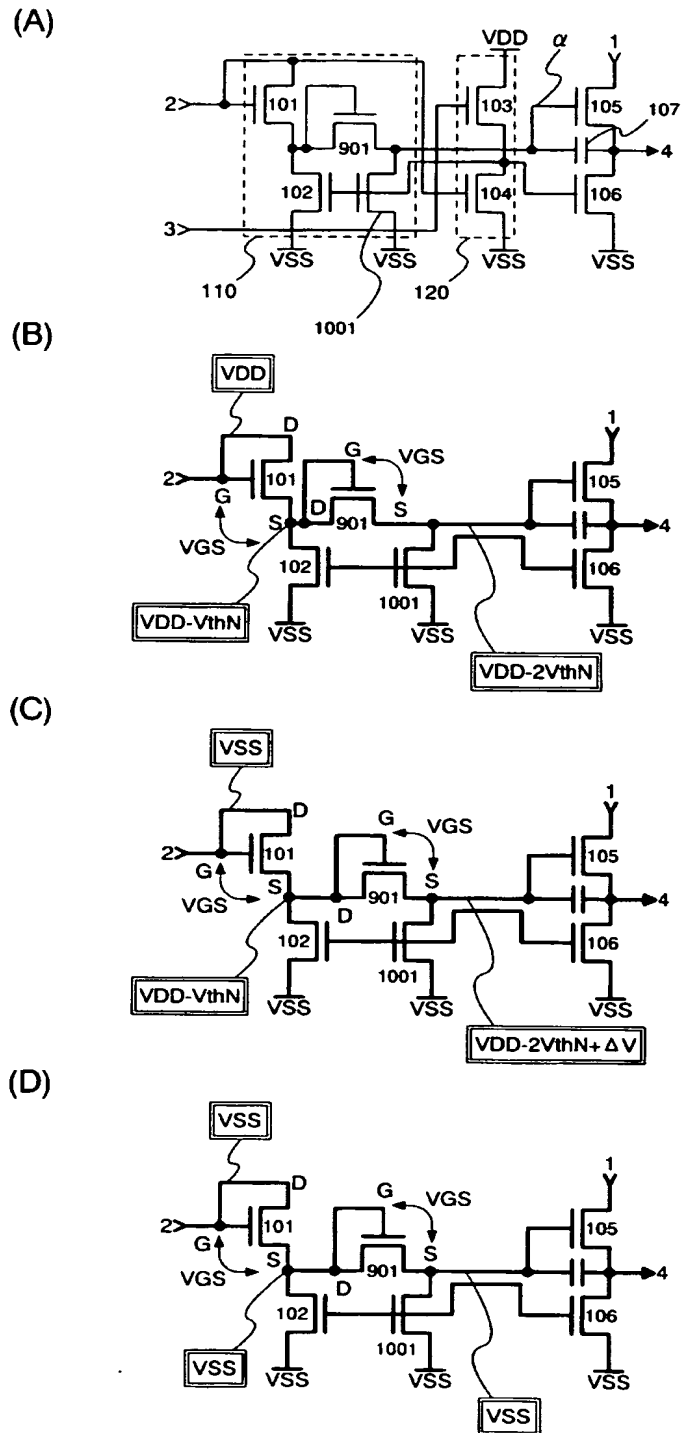 (A)
VDD
α
1
2
101
103
105
107
901
4
102
104
106
3
VSS
VSS
VSS
VSS
110
1001
120
(B)
VDD
D
1
2
101
G
VGS
105
G
S
D
S
901
4
VGS
102
106
1001
VDD-VthN
VSS
VSS
VSS
VDD-2VthN
(C)
VSS
D
1
2
101
G
VGS
105
G
S
S
901
4
VGS
D
102
106
1001
VDD-VthN
VSS
VSS
VSS
VDD-2VthN+ΔV
(D)
VSS
D
1
2
101
G
VGS
105
G
S
S
901
4
VGS
D
102
106
1001
VSS
VSS
VSS
VSS
VSS